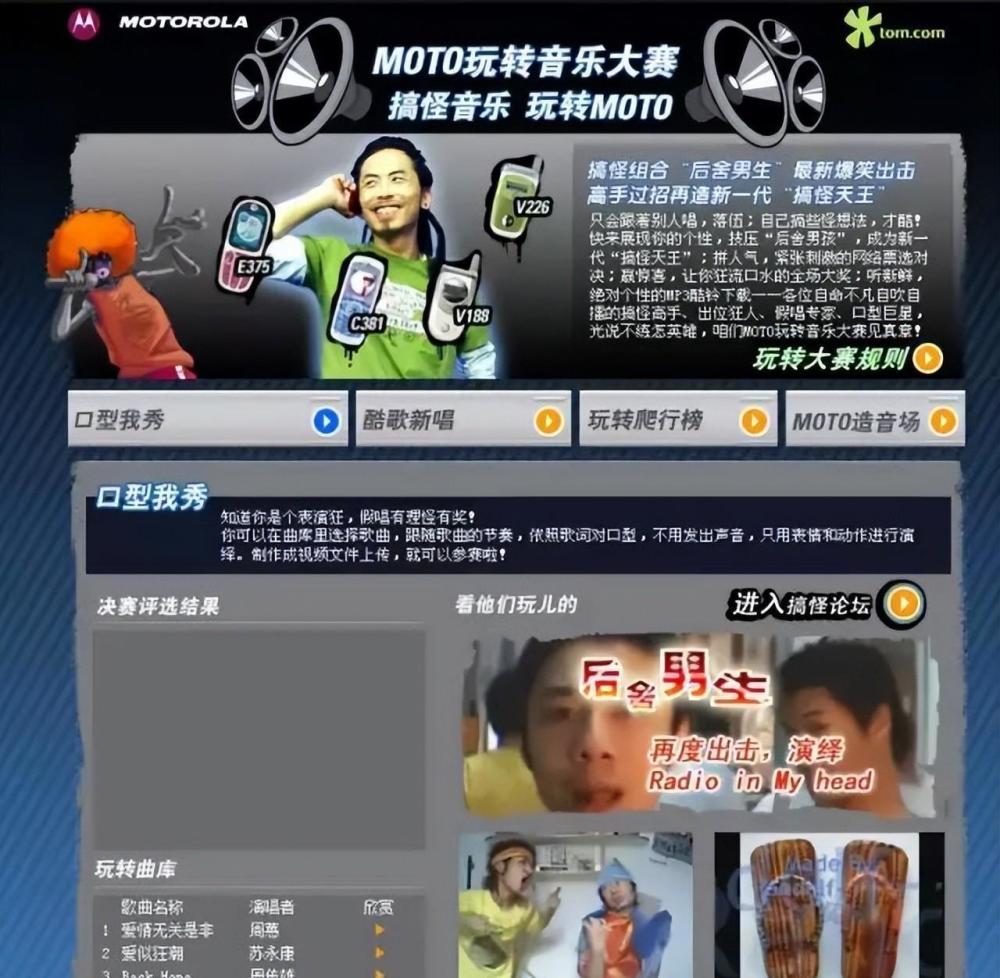 MOTOROLA
tom.com
MOTO玩转音乐大赛
搞怪音乐 玩转MOTO
E375
C381
V188
V226
搞怪组合“后舍男生”最新爆笑出击
高手过招再造新一代“搞怪天王”
只会跟着别人唱，落伍；自己搞些怪想法，才酷！
快来展现你的个性，技压“后舍男孩”，成为新一
代“搞怪天王”；拼人气，紧张刺激的网络票选对
决；赢惊喜，让你狂流口水的全场大奖；听新鲜，
绝对个性的MP3酷铃下载——各位自命不凡自吹自
擂的搞怪高手、出位狂人、假唱专家、口型巨星，
光说不练怎英雄，咱们MOTO玩转音乐大赛见真章！
玩转大赛规则
口型我秀
酷歌新唱
玩转爬行榜
MOTO造音场
口型我秀
知道你是个表演狂，假唱有理怪有奖！
你可以在曲库里选择歌曲，跟随歌曲的节奏，依照歌词对口型，不用发出声音，只用表情和动作进行演
绎。制作成视频文件上传，就可以参赛啦！
决赛评选结果
看他们玩儿的
进入搞怪论坛
后舍男生
再度出击，演绎
Radio in My head
玩转曲库
歌曲名称 演唱者 欣赏
1 爱情无关是非 周蕙
2 爱似狂潮 苏永康
3 Back Home